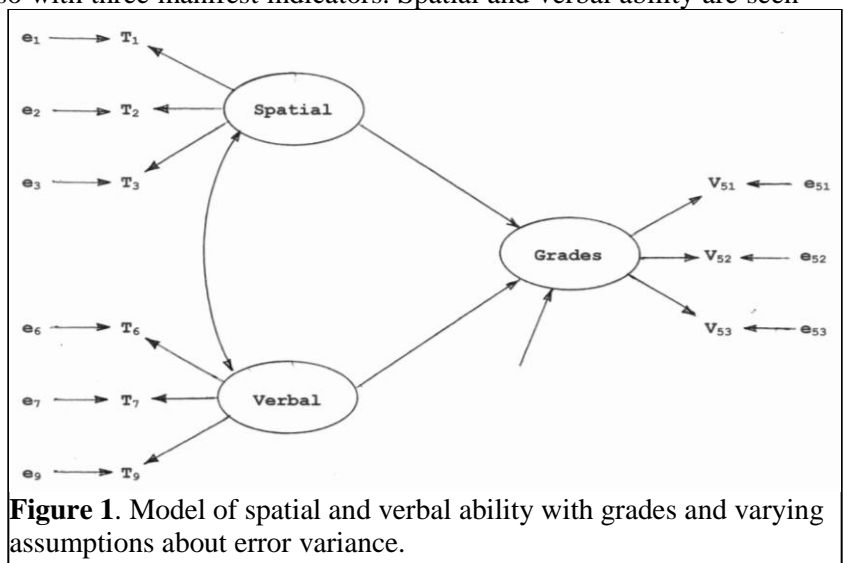 so with three manifest indicators. Spatial and verbal ability are seen
e₁ T₁
Spatial
e₂ T₂
e₃ T₃
V₅₁ e₅₁
Grades
V₅₂ e₅₂
V₅₃ e₅₃
e₆ T₆
Verbal
e₇ T₇
e₉ T₉
Figure 1. Model of spatial and verbal ability with grades and varying
assumptions about error variance.